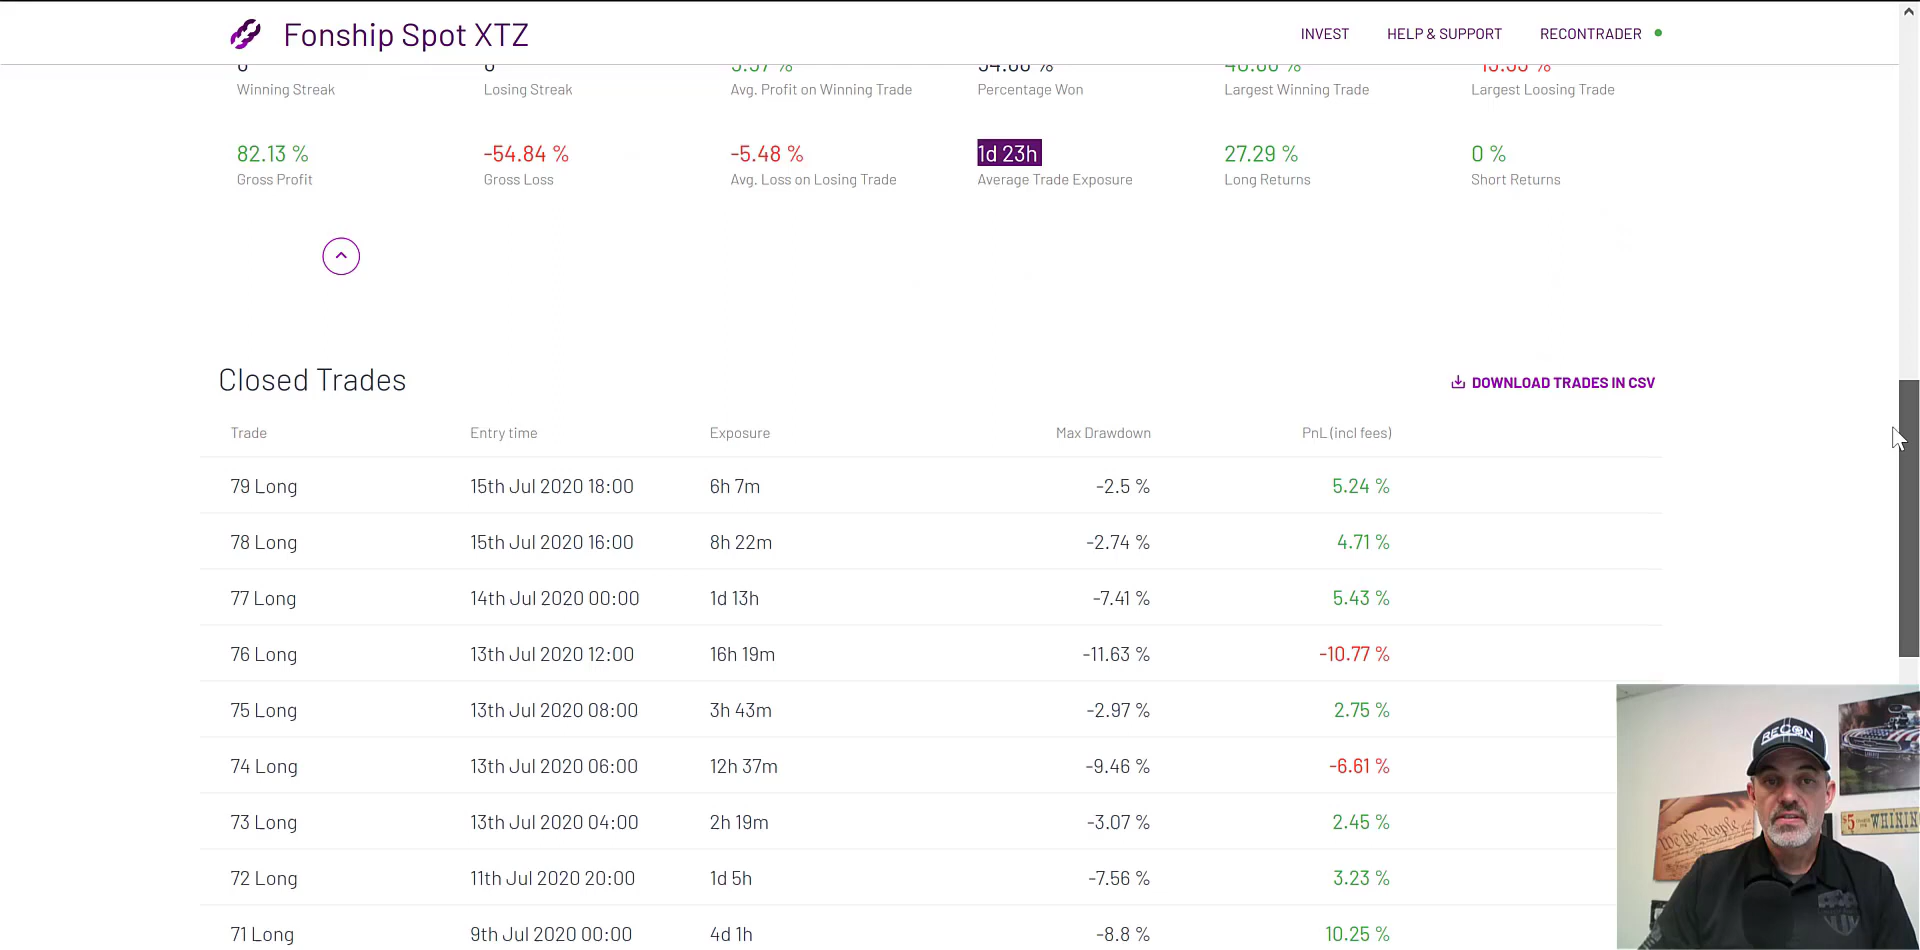 Fonship Spot XTZ
INVEST
HELP & SUPPORT
RECONTRADER
Winning Streak
Losing Streak
Avg. Profit on Winning Trade
Percentage Won
Largest Winning Trade
Largest Loosing Trade
82.13 %
-54.84 %
-5.48 %
1d 23h
27.29 %
0 %
Gross Profit
Gross Loss
Avg. Loss on Losing Trade
Average Trade Exposure
Long Returns
Short Returns
Closed Trades
DOWNLOAD TRADES IN CSV
Trade Entry time Exposure Max Drawdown PnL (incl fees)
79 Long 15th Jul 2020 18:00 6h 7m -2.5 % 5.24 %
78 Long 15th Jul 2020 16:00 8h 22m -2.74 % 4.71 %
77 Long 14th Jul 2020 00:00 1d 13h -7.41 % 5.43 %
76 Long 13th Jul 2020 12:00 16h 19m -11.63 % -10.77 %
75 Long 13th Jul 2020 08:00 3h 43m -2.97 % 2.75 %
74 Long 13th Jul 2020 06:00 12h 37m -9.46 % -6.61 %
73 Long 13th Jul 2020 04:00 2h 19m -3.07 % 2.45 %
72 Long 11th Jul 2020 20:00 1d 5h -7.56 % 3.23 %
71 Long 9th Jul 2020 00:00 4d 1h -8.8 % 10.25 %
RECON
We the People
$5
WHINING